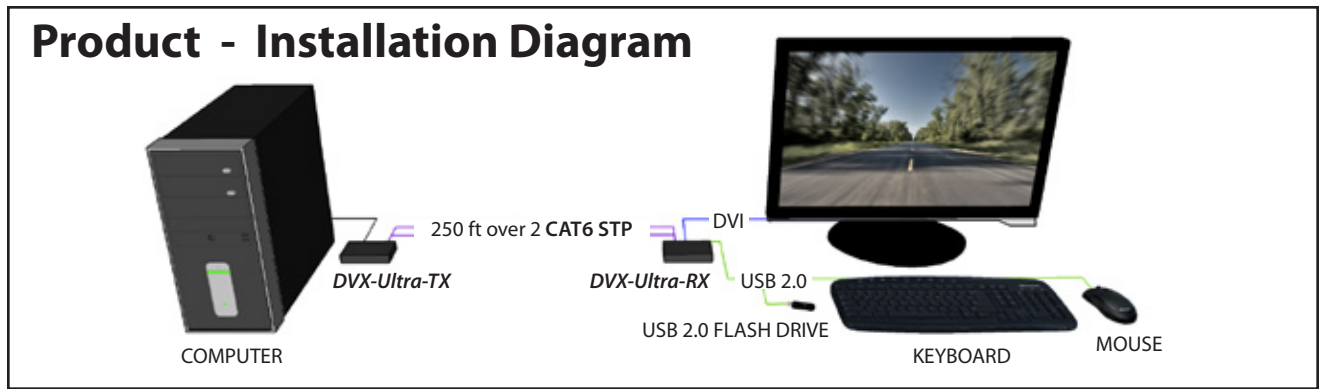 Product - Installation Diagram
DVI
250 ft over 2 CAT6 STP
DVX-Ultra-TX
DVX-Ultra-RX
USB 2.0
USB 2.0 FLASH DRIVE
MOUSE
COMPUTER
KEYBOARD